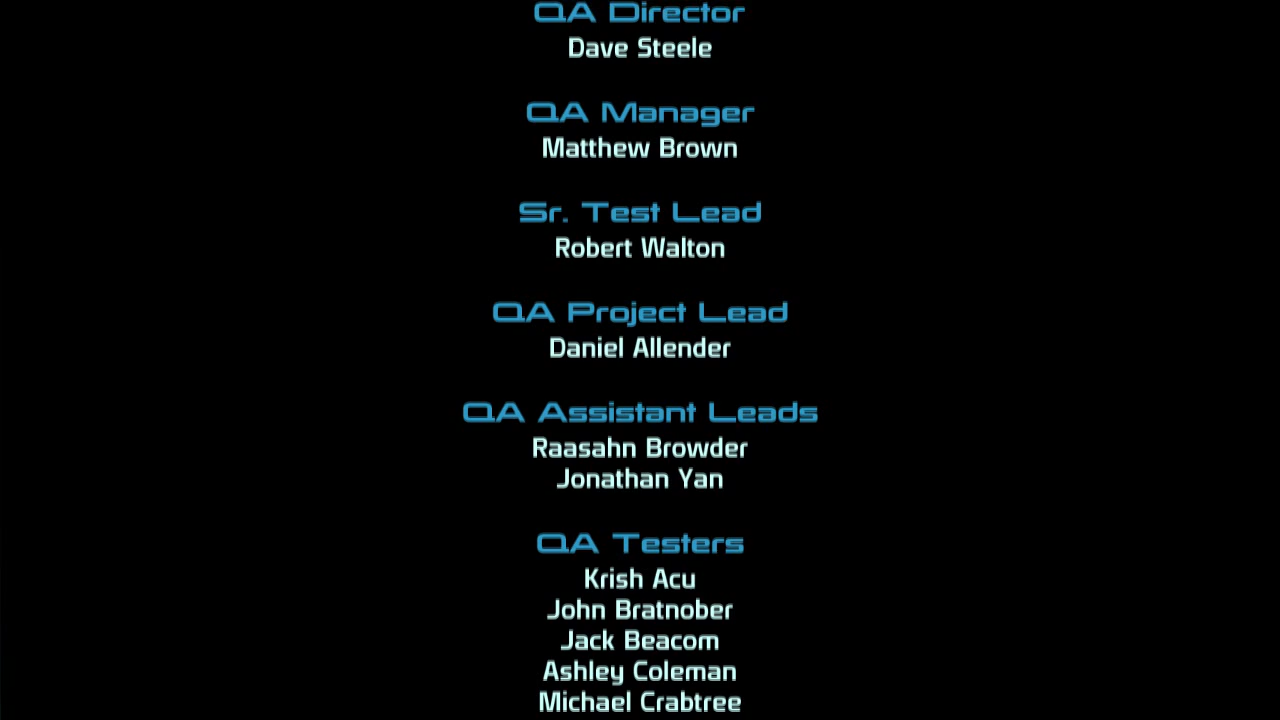 QA Director
Dave Steele
QA Manager
Matthew Brown
Sr. Test Lead
Robert Walton
QA Project Lead
Daniel Allender
QA Assistant Leads
Raasahn Browder
Jonathan Yan
QA Testers
Krish Acu
John Bratnober
Jack Beacom
Ashley Coleman
Michael Crabtree